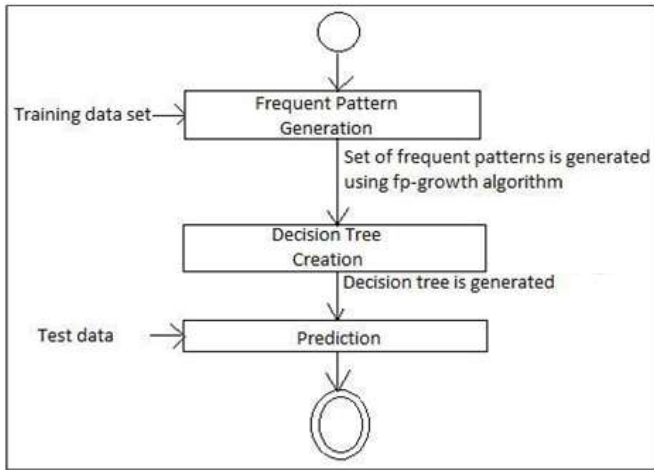 Frequent Pattern
Generation
Training data set
Set of frequent patterns is generated
using fp-growth algorithm
Decision Tree
Creation
Decision tree is generated
Test data
Prediction